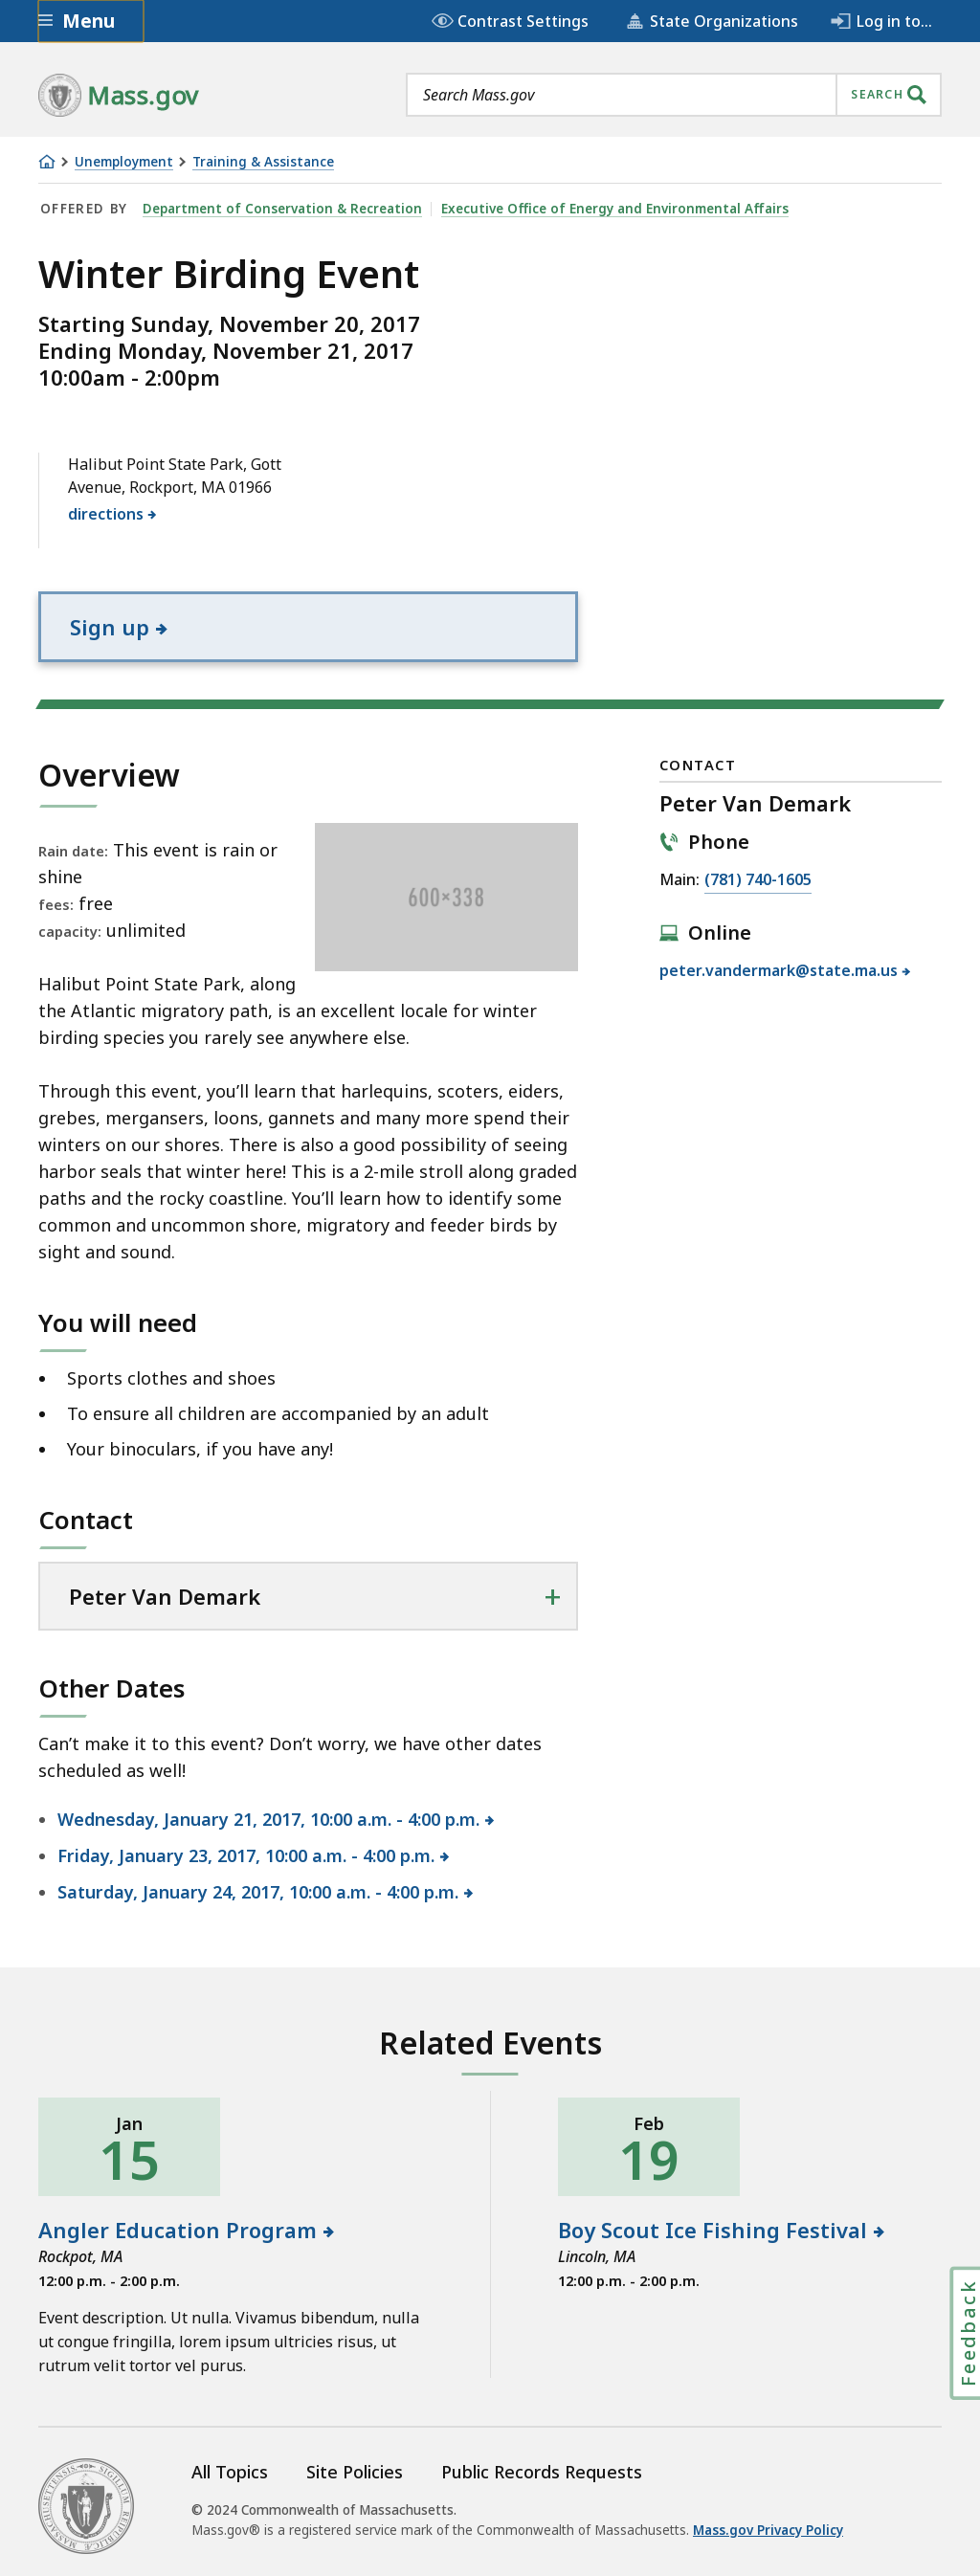 Menu
Contrast Settings
State Organizations
Log in to...
Mass.gov
Search Mass.gov
SEARCH
Unemployment
Training & Assistance
OFFERED BY
Department of Conservation & Recreation
Executive Office of Energy and Environmental Affairs
Winter Birding Event
Starting Sunday, November 20, 2017
Ending Monday, November 21, 2017
10:00am - 2:00pm
Halibut Point State Park, Gott
Avenue, Rockport, MA 01966
directions
Sign up
Overview
Rain date: This event is rain or
shine
fees: free
capacity: unlimited
600×338
Halibut Point State Park, along
the Atlantic migratory path, is an excellent locale for winter
birding species you rarely see anywhere else.
Through this event, you’ll learn that harlequins, scoters, eiders,
grebes, mergansers, loons, gannets and many more spend their
winters on our shores. There is also a good possibility of seeing
harbor seals that winter here! This is a 2-mile stroll along graded
paths and the rocky coastline. You’ll learn how to identify some
common and uncommon shore, migratory and feeder birds by
sight and sound.
You will need
Sports clothes and shoes
To ensure all children are accompanied by an adult
Your binoculars, if you have any!
Contact
Peter Van Demark
Other Dates
Can’t make it to this event? Don’t worry, we have other dates
scheduled as well!
Wednesday, January 21, 2017, 10:00 a.m. - 4:00 p.m.
Friday, January 23, 2017, 10:00 a.m. - 4:00 p.m.
Saturday, January 24, 2017, 10:00 a.m. - 4:00 p.m.
CONTACT
Peter Van Demark
Phone
Main: (781) 740-1605
Online
peter.vandermark@state.ma.us
Related Events
Jan
15
Angler Education Program
Rockpot, MA
12:00 p.m. - 2:00 p.m.
Event description. Ut nulla. Vivamus bibendum, nulla
ut congue fringilla, lorem ipsum ultricies risus, ut
rutrum velit tortor vel purus.
Feb
19
Boy Scout Ice Fishing Festival
Lincoln, MA
12:00 p.m. - 2:00 p.m.
Feedback
All Topics
Site Policies
Public Records Requests
© 2024 Commonwealth of Massachusetts.
Mass.gov® is a registered service mark of the Commonwealth of Massachusetts. Mass.gov Privacy Policy